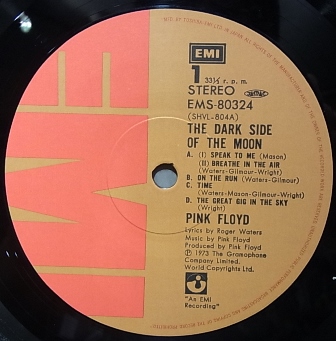 EMI
1 33⅓ r. p. m.
STEREO
EMS-80324
(SHVL-804A)
THE DARK SIDE
OF THE MOON
A. (I) SPEAK TO ME (Mason)
(II) BREATHE IN THE AIR
(Waters-Gilmour-Wright)
B. ON THE RUN (Waters-Gilmour)
C. TIME
(Waters-Mason-Wright-Gilmour)
D. THE GREAT GIG IN THE SKY
(Wright)
PINK FLOYD
Lyrics by Roger Waters
Music by Pink Floyd
Produced by Pink Floyd
Ⓟ 1973 The Gramophone
Company Limited.
World Copyrights Ltd.
"An EMI
Recording"
EMI